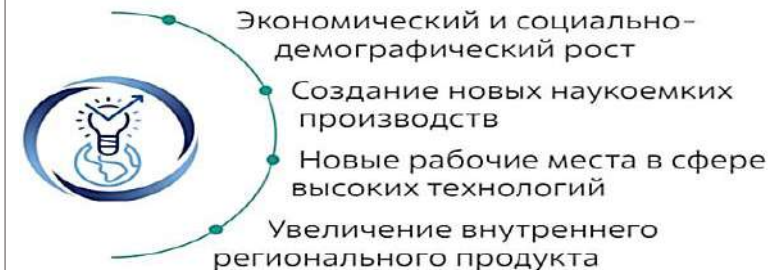 Экономический и социально-
демографический рост
Создание новых наукоемких
производств
Новые рабочие места в сфере
высоких технологий
Увеличение внутреннего
регионального продукта